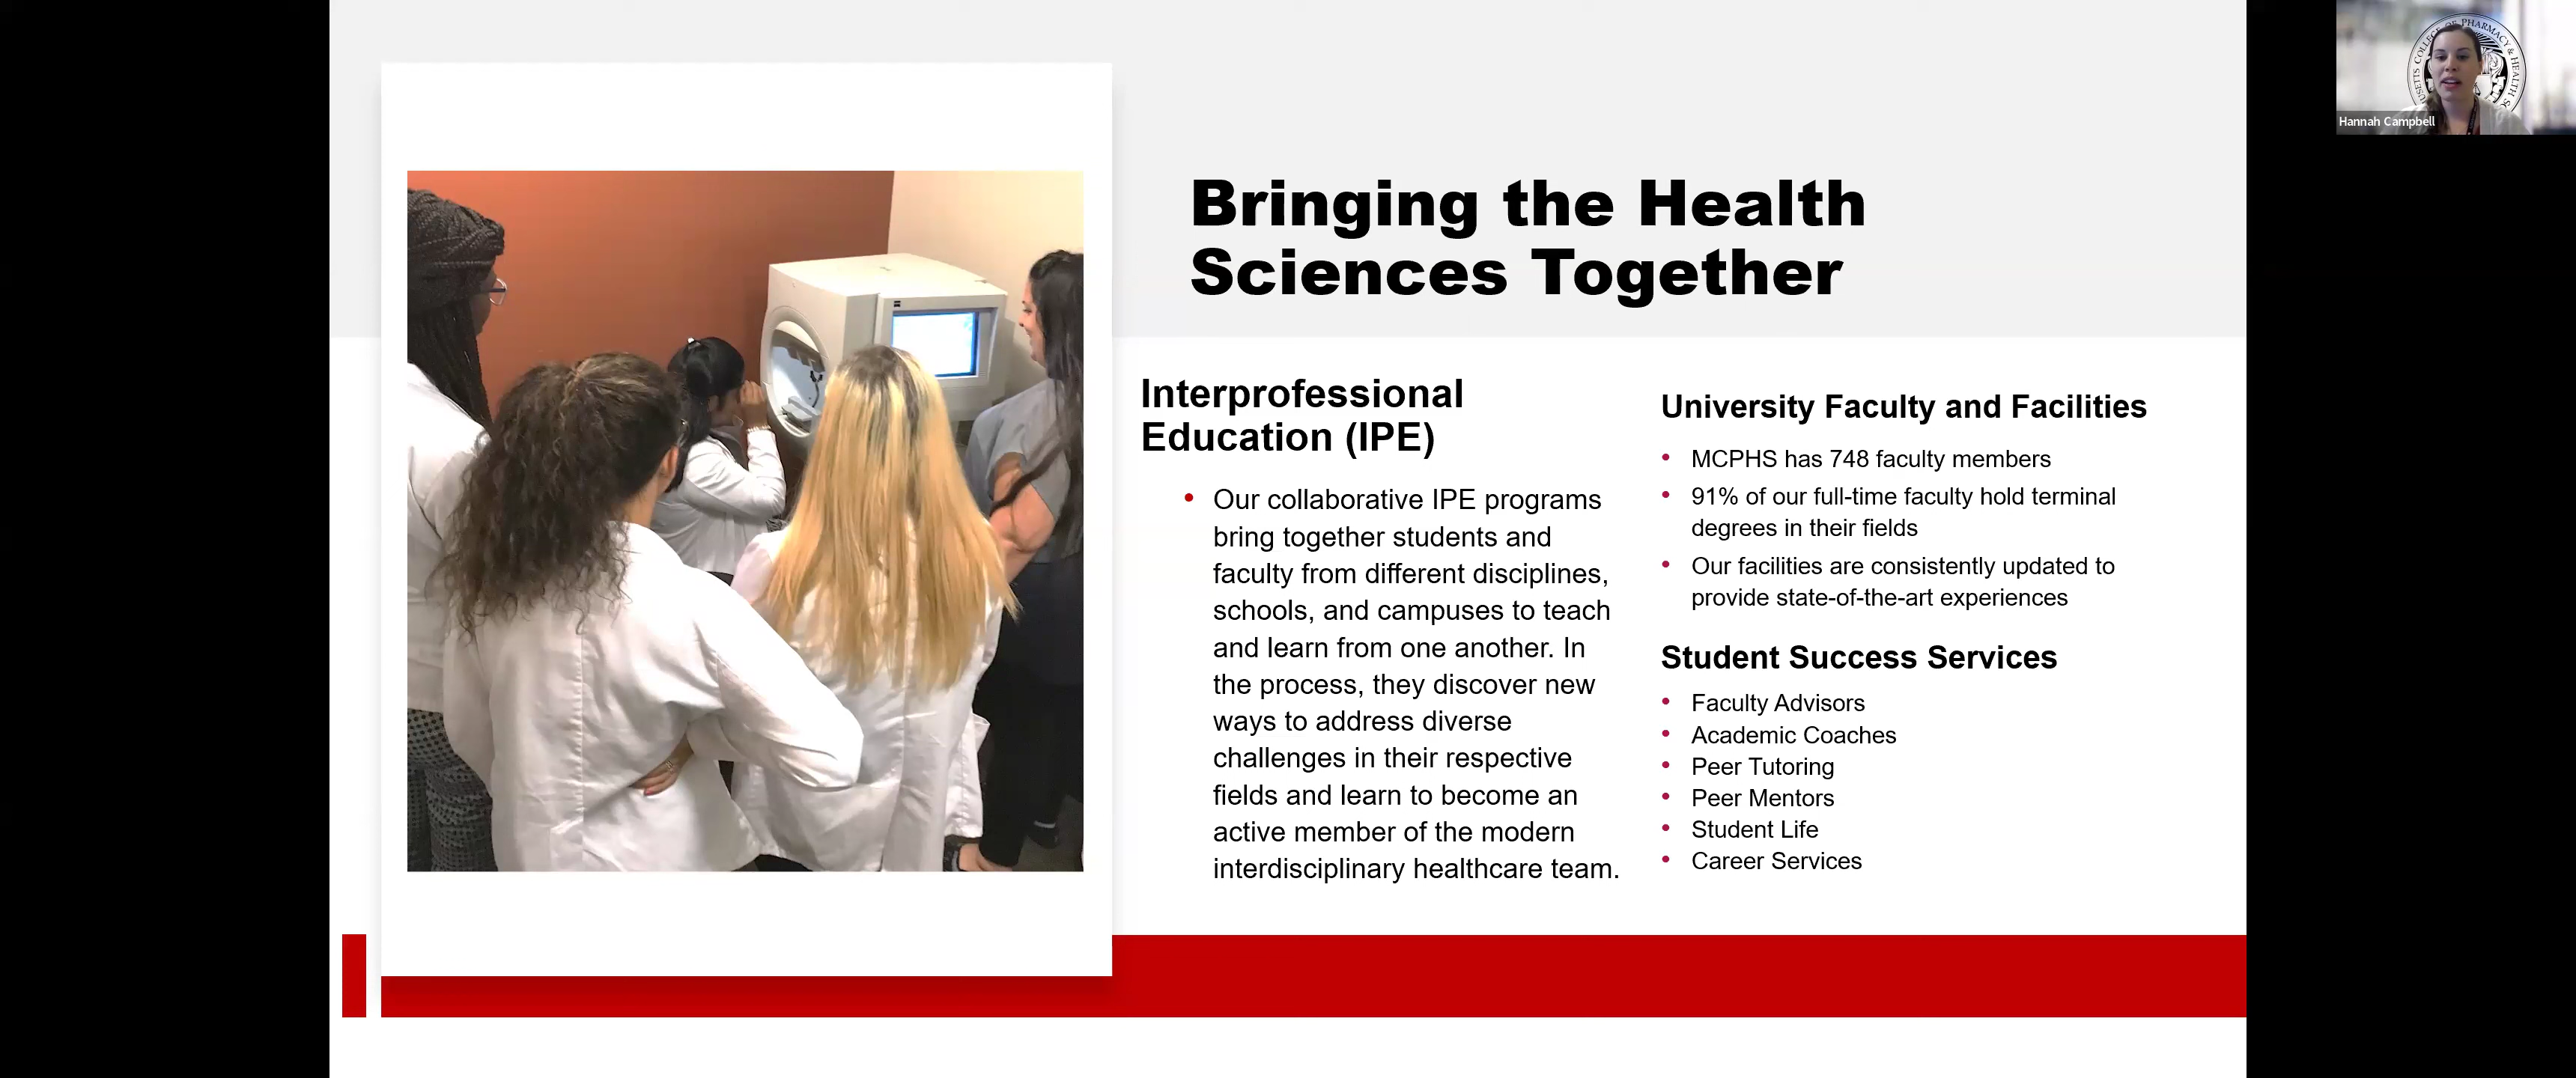 Bringing the Health
Sciences Together
Interprofessional
Education (IPE)
• Our collaborative IPE programs
bring together students and
faculty from different disciplines,
schools, and campuses to teach
and learn from one another. In
the process, they discover new
ways to address diverse
challenges in their respective
fields and learn to become an
active member of the modern
interdisciplinary healthcare team.
University Faculty and Facilities
• MCPHS has 748 faculty members
• 91% of our full-time faculty hold terminal
degrees in their fields
• Our facilities are consistently updated to
provide state-of-the-art experiences
Student Success Services
• Faculty Advisors
• Academic Coaches
• Peer Tutoring
• Peer Mentors
• Student Life
• Career Services
COLLEGE OF PHARMACY & HEALTH
Hannah Campbell